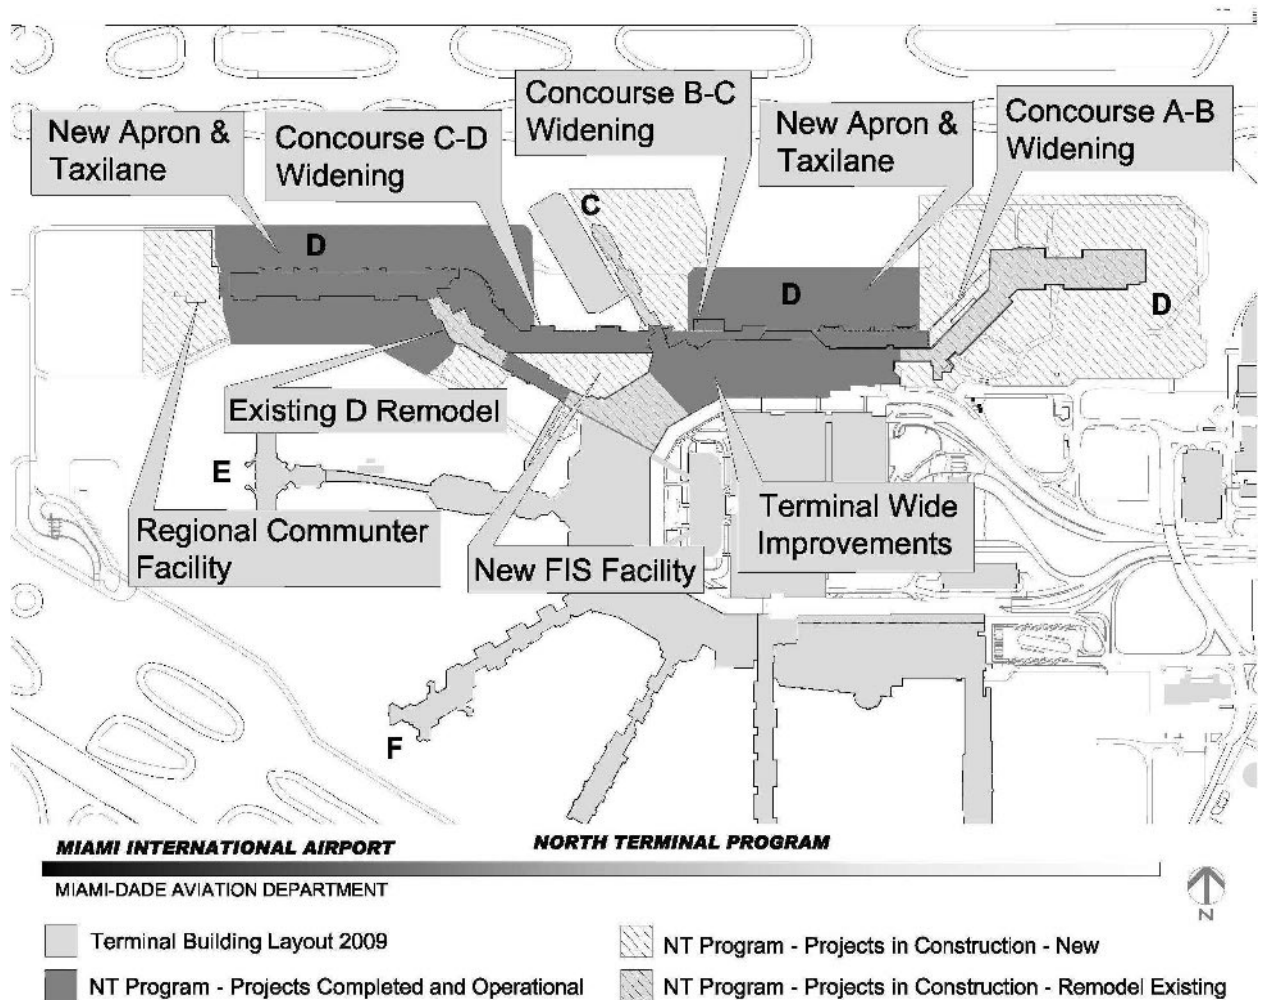 Concourse B-C
Widening
New Apron &
Taxilane
Concourse C-D
Widening
New Apron &
Taxilane
Concourse A-B
Widening
C
D
D
D
Existing D Remodel
E
Regional Communter
Facility
New FIS Facility
Terminal Wide
Improvements
F
MIAMI INTERNATIONAL AIRPORT
NORTH TERMINAL PROGRAM
MIAMI-DADE AVIATION DEPARTMENT
N
Terminal Building Layout 2009
NT Program - Projects in Construction - New
NT Program - Projects Completed and Operational
NT Program - Projects in Construction - Remodel Existing